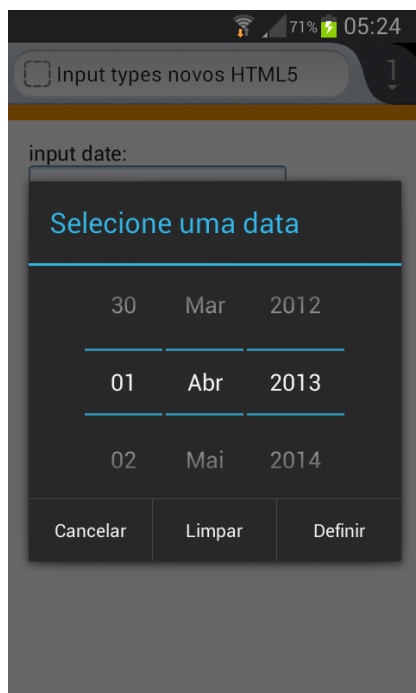 71% 05:24
Input types novos HTML5 1
input date:
Selecione uma data
30 Mar 2012
01 Abr 2013
02 Mai 2014
Cancelar Limpar Definir